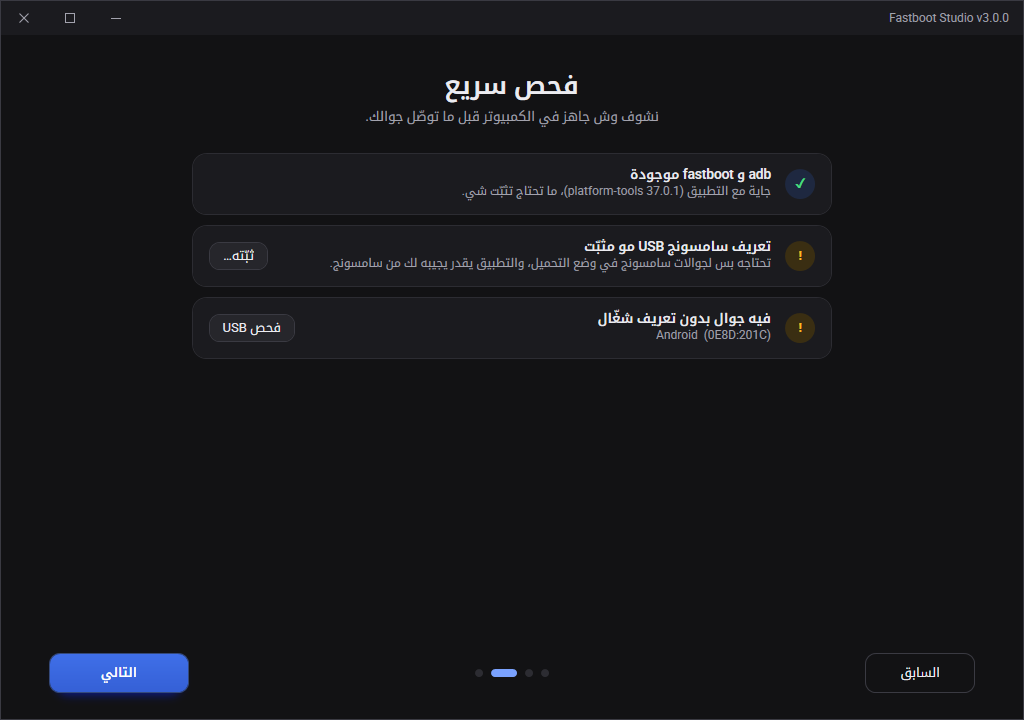 Fastboot Studio v3.0.0
فحص سريع
نشوف وش جاهز في الكمبيوتر قبل ما توصّل جوالك.
adb و fastboot موجودة
جاية مع التطبيق (platform-tools 37.0.1)، ما تحتاج تثبّت شي.
تعريف سامسونج USB مو مثبّت
تحتاجه بس لجوالات سامسونج في وضع التحميل، والتطبيق يقدر يجيبه لك من سامسونج.
ثبّته...
فيه جوال بدون تعريف شغّال
Android (0E8D:201C)
فحص USB
السابق
التالي